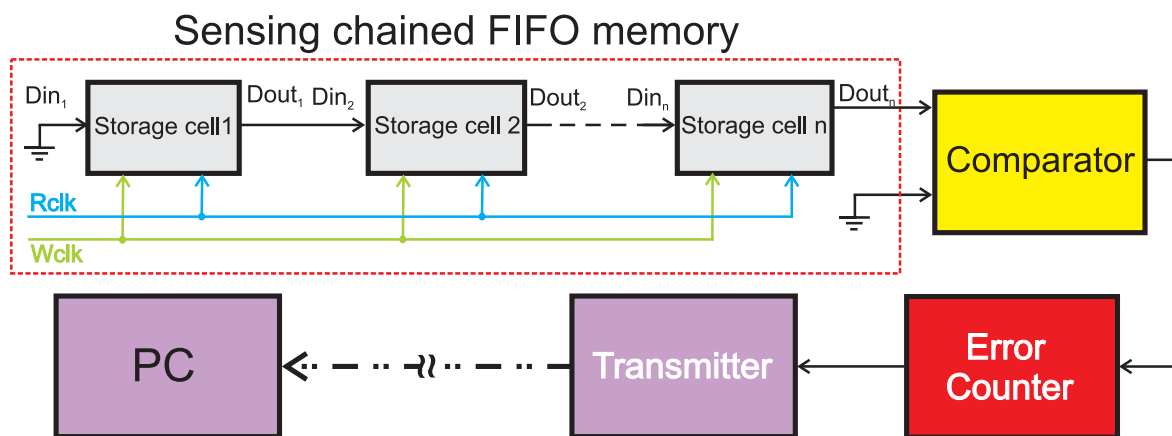 Sensing chained FIFO memory
Din₁
Storage cell1
Dout₁
Din₂
Storage cell 2
Dout₂
Dinₙ
Storage cell n
Doutₙ
Comparator
Rclk
Wclk
PC
Transmitter
Error
Counter